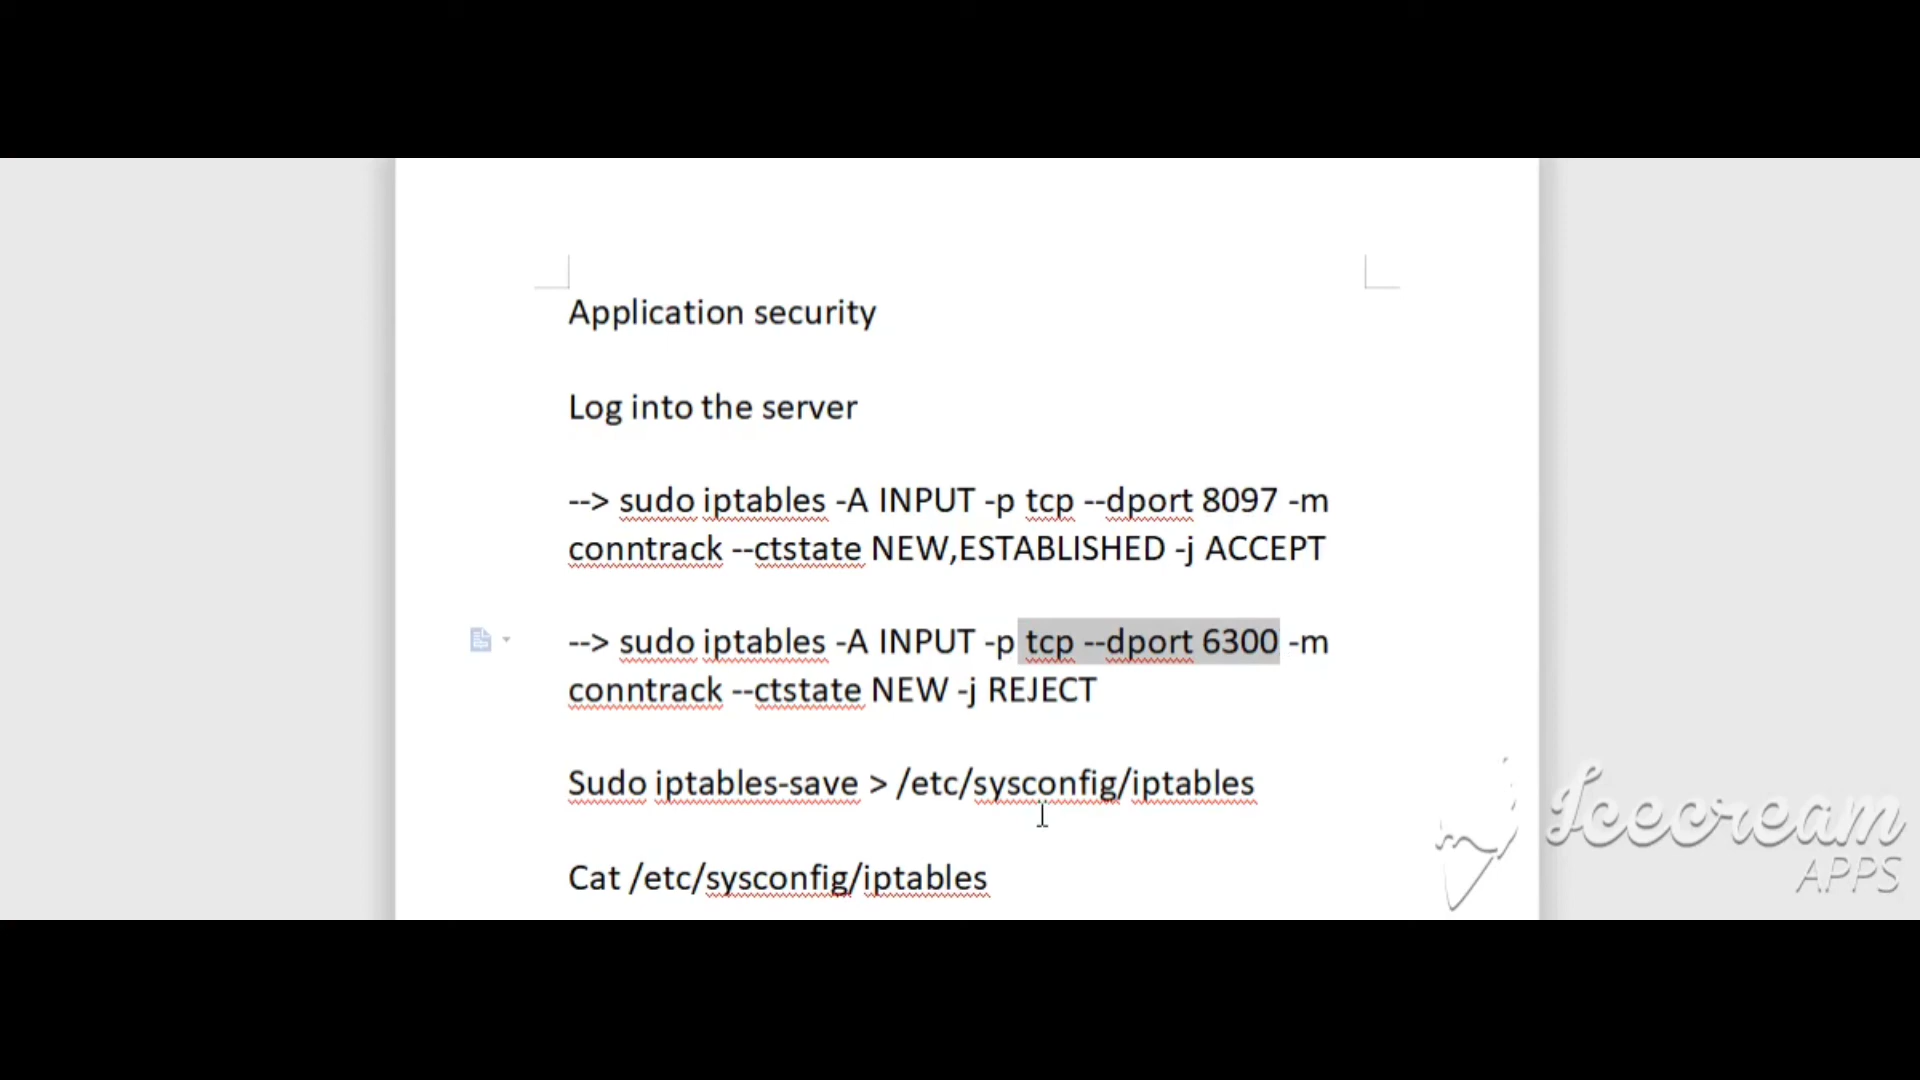 Application security
Log into the server
--> sudo iptables -A INPUT -p tcp --dport 8097 -m
conntrack --ctstate NEW,ESTABLISHED -j ACCEPT
--> sudo iptables -A INPUT -p tcp --dport 6300 -m
conntrack --ctstate NEW -j REJECT
Sudo iptables-save > /etc/sysconfig/iptables
Cat /etc/sysconfig/iptables
Icecream
APPS